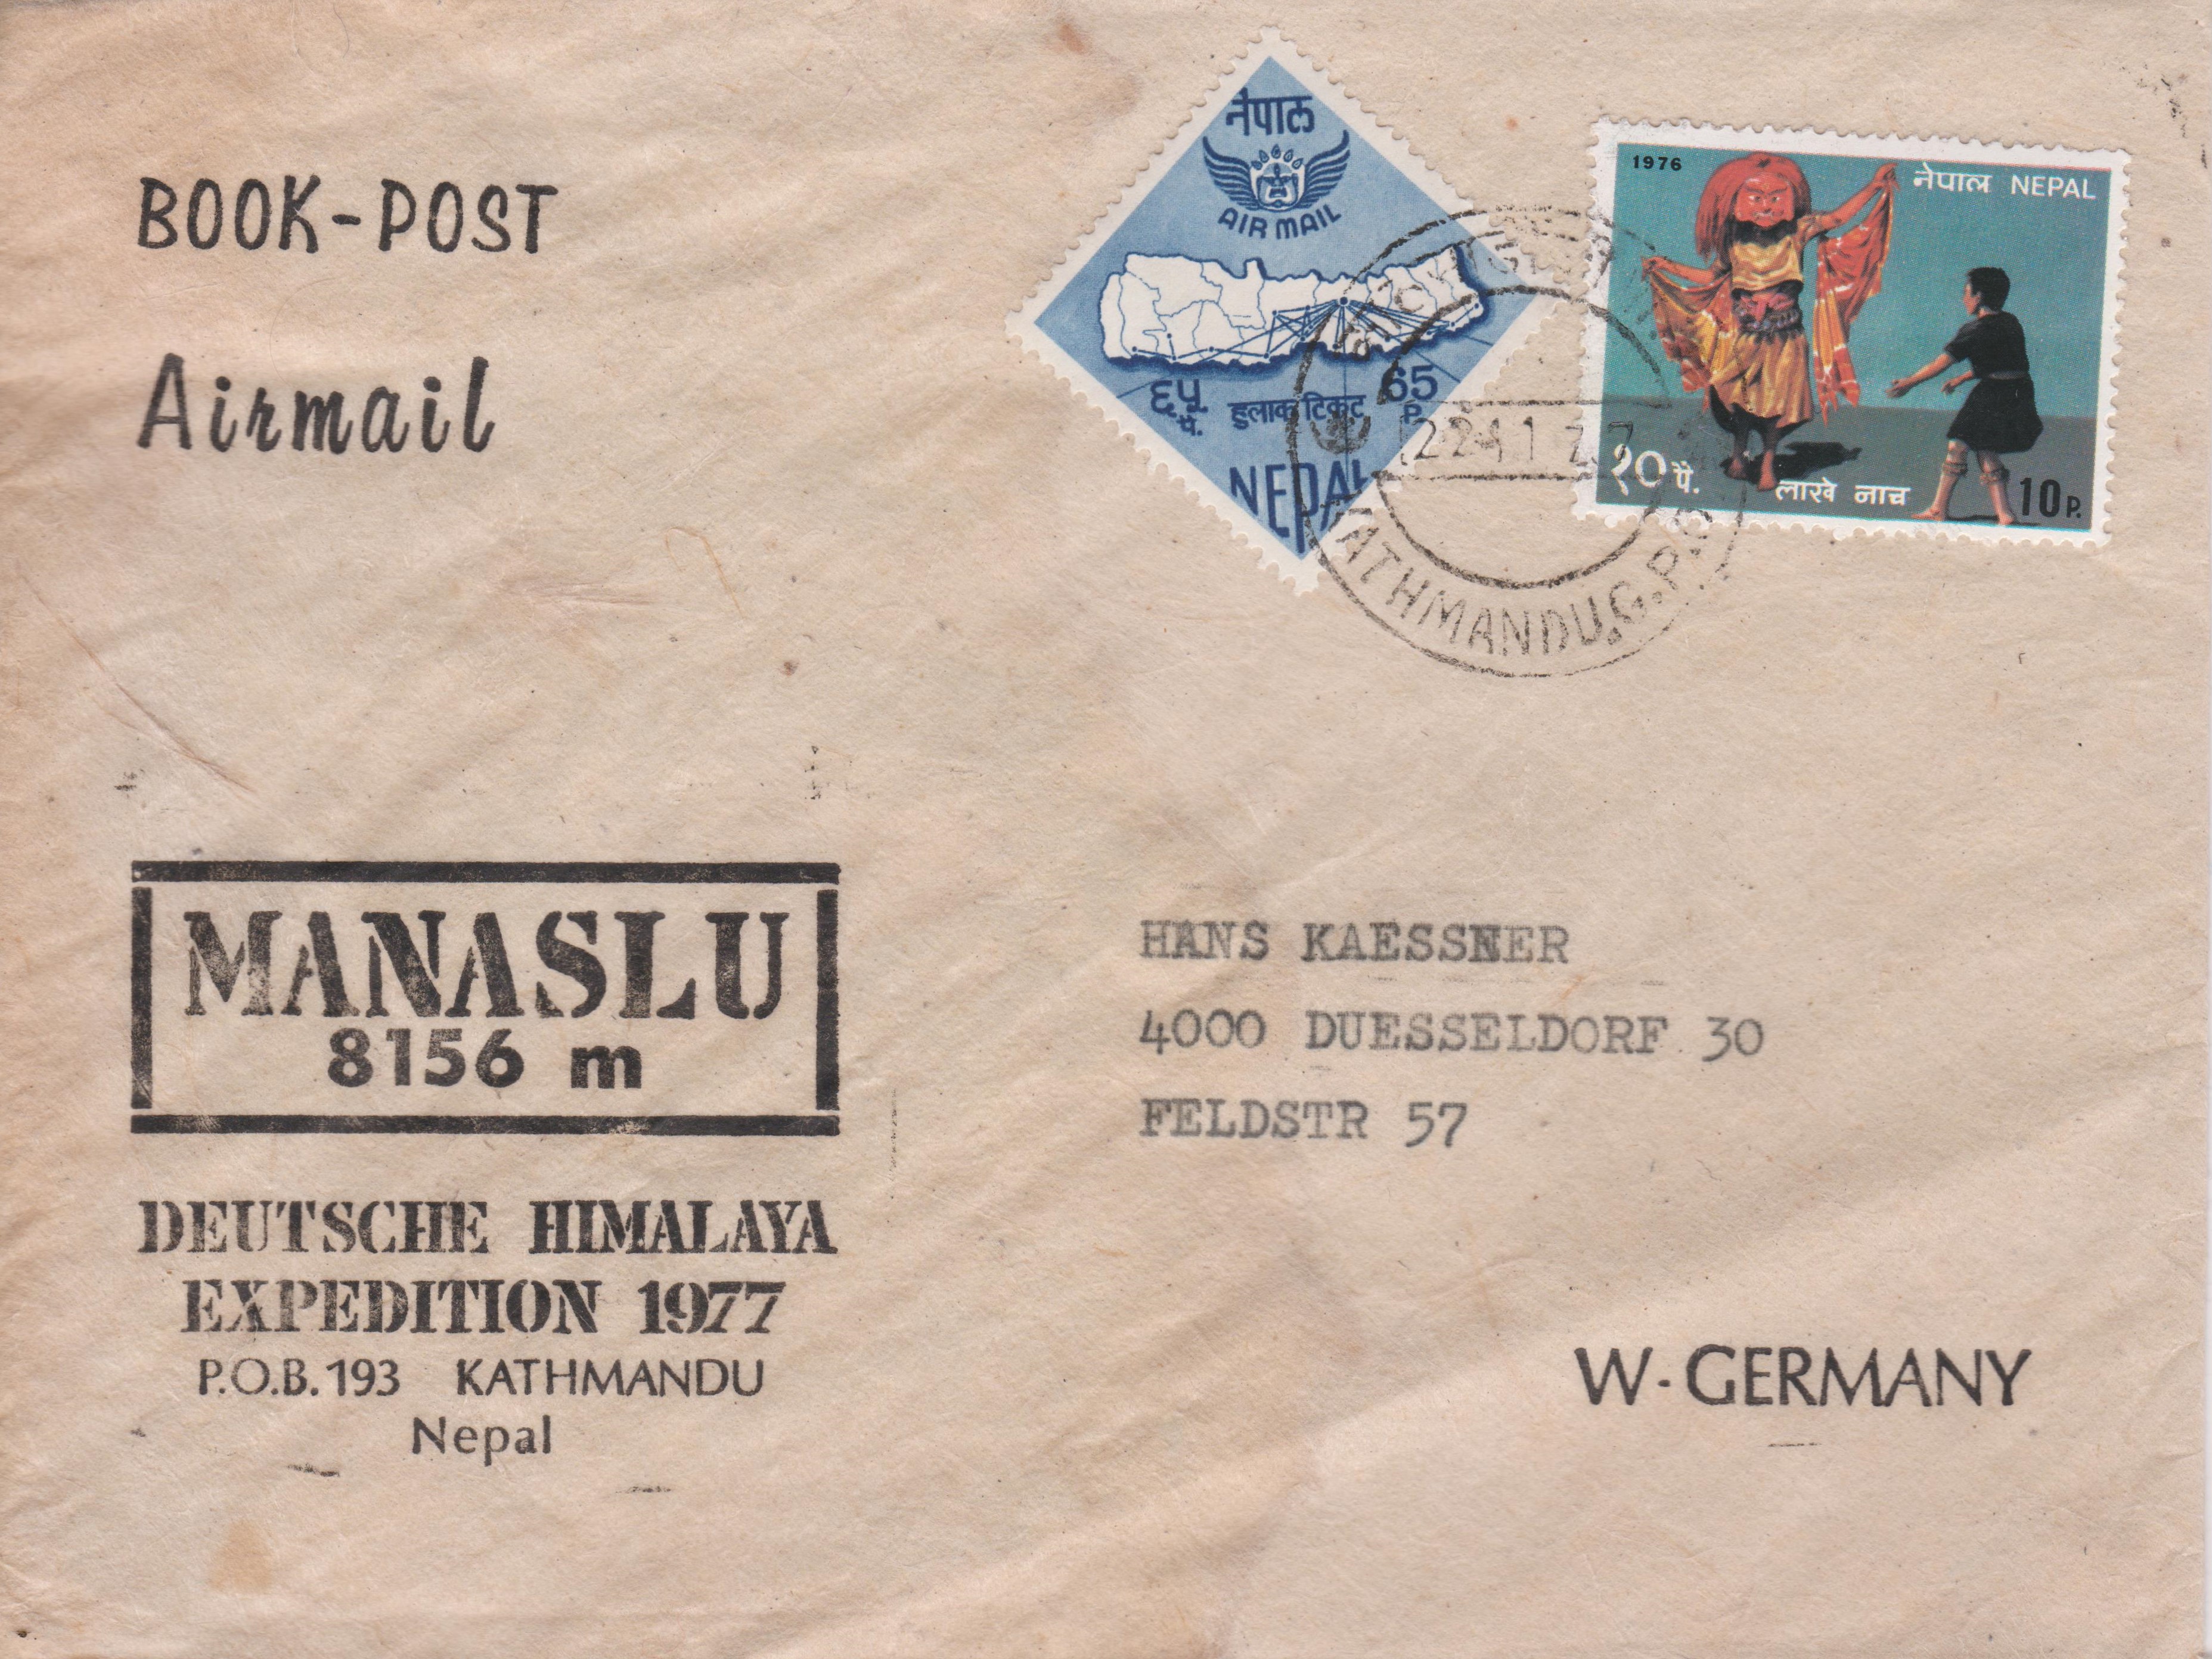 BOOK-POST
Airmail
नेपाल
AIR MAIL
६५ 65
पै. हुलाक टिकट P.
NEPAL
1976
नेपाल NEPAL
१० पै. लाखे नाच 10 P.
KATHMANDU.G.P.O
MANASLU
8156 m
DEUTSCHE HIMALAYA
EXPEDITION 1977
P.O.B. 193 KATHMANDU
Nepal
HANS KAESSNER
4000 DUESSELDORF 30
FELDSTR 57
W-GERMANY